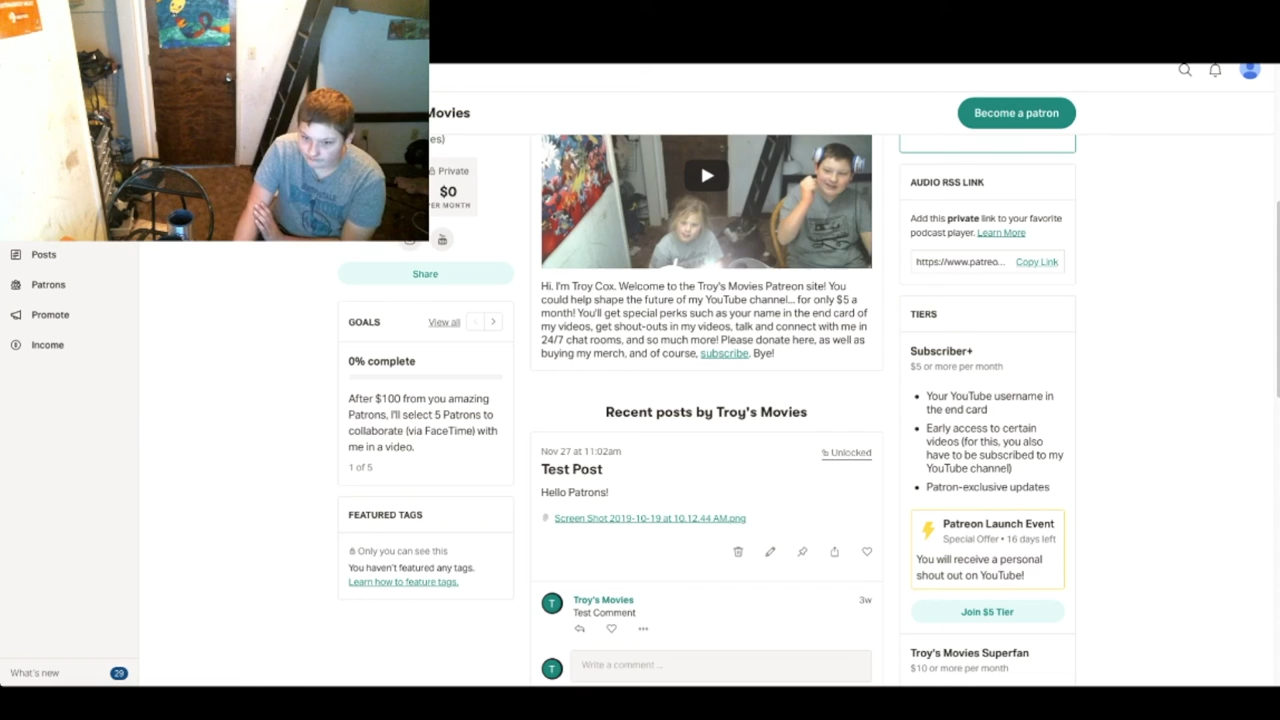 Movies
Become a patron
es)
Private
$0
PER MONTH
Share
Posts
Patrons
Promote
Income
What's new
29
GOALS
View all
0% complete
After $100 from you amazing
Patrons, I'll select 5 Patrons to
collaborate (via FaceTime) with
me in a video.
1 of 5
FEATURED TAGS
Only you can see this
You haven't featured any tags.
Learn how to feature tags.
Hi. I'm Troy Cox. Welcome to the Troy's Movies Patreon site! You
could help shape the future of my YouTube channel... for only $5 a
month! You'll get special perks such as your name in the end card of
my videos, get shout-outs in my videos, talk and connect with me in
24/7 chat rooms, and so much more! Please donate here, as well as
buying my merch, and of course, subscribe. Bye!
Recent posts by Troy's Movies
Nov 27 at 11:02am
Unlocked
Test Post
Hello Patrons!
Screen Shot 2019-10-19 at 10.12.44 AM.png
T
Troy's Movies
3w
Test Comment
T
Write a comment ...
AUDIO RSS LINK
Add this private link to your favorite
podcast player. Learn More
https://www.patreo...
Copy Link
TIERS
Subscriber+
$5 or more per month
Your YouTube username in
the end card
Early access to certain
videos (for this, you also
have to be subscribed to my
YouTube channel)
Patron-exclusive updates
Patreon Launch Event
Special Offer • 16 days left
You will receive a personal
shout out on YouTube!
Join $5 Tier
Troy's Movies Superfan
$10 or more per month